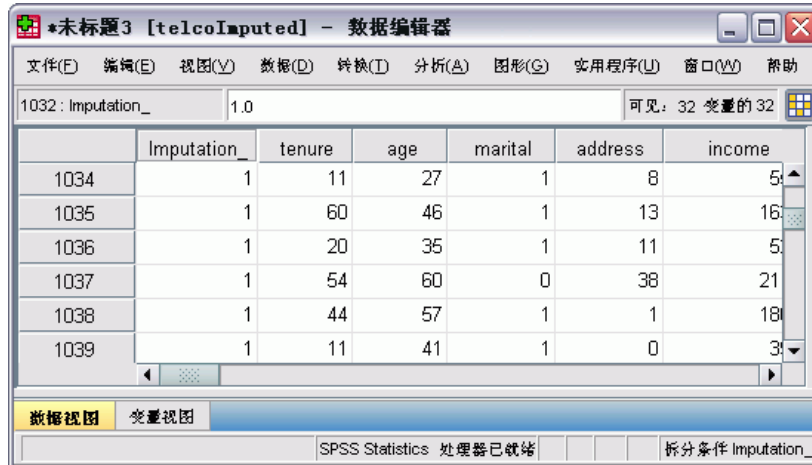 *未标题3 [telcoImputed] - 数据编辑器
文件(F) 编辑(E) 视图(V) 数据(D) 转换(T) 分析(A) 图形(G) 实用程序(U) 窗口(W) 帮助
1032 : Imputation_ 1.0 可见: 32 变量的 32
Imputation_ tenure age marital address income
1034 1 11 27 1 8
1035 1 60 46 1 13
1036 1 20 35 1 11
1037 1 54 60 0 38 21
1038 1 44 57 1 1
1039 1 11 41 1 0
数据视图 变量视图
SPSS Statistics 处理器已就绪 拆分条件 Imputation_